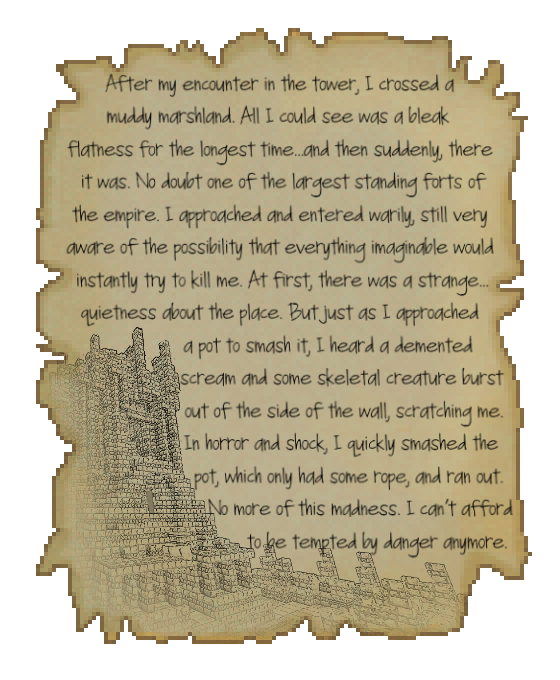 After my encounter in the tower, I crossed a
muddy marshland. All I could see was a bleak
flatness for the longest time...and then suddenly, there
it was. No doubt one of the largest standing forts of
the empire. I approached and entered warily, still very
aware of the possibility that everything imaginable would
instantly try to kill me. At first, there was a strange...
quietness about the place. But just as I approached
a pot to smash it, I heard a demented
scream and some skeletal creature burst
out of the side of the wall, scratching me.
In horror and shock, I quickly smashed the
pot, which only had some rope, and ran out.
No more of this madness. I can't afford
to be tempted by danger anymore.